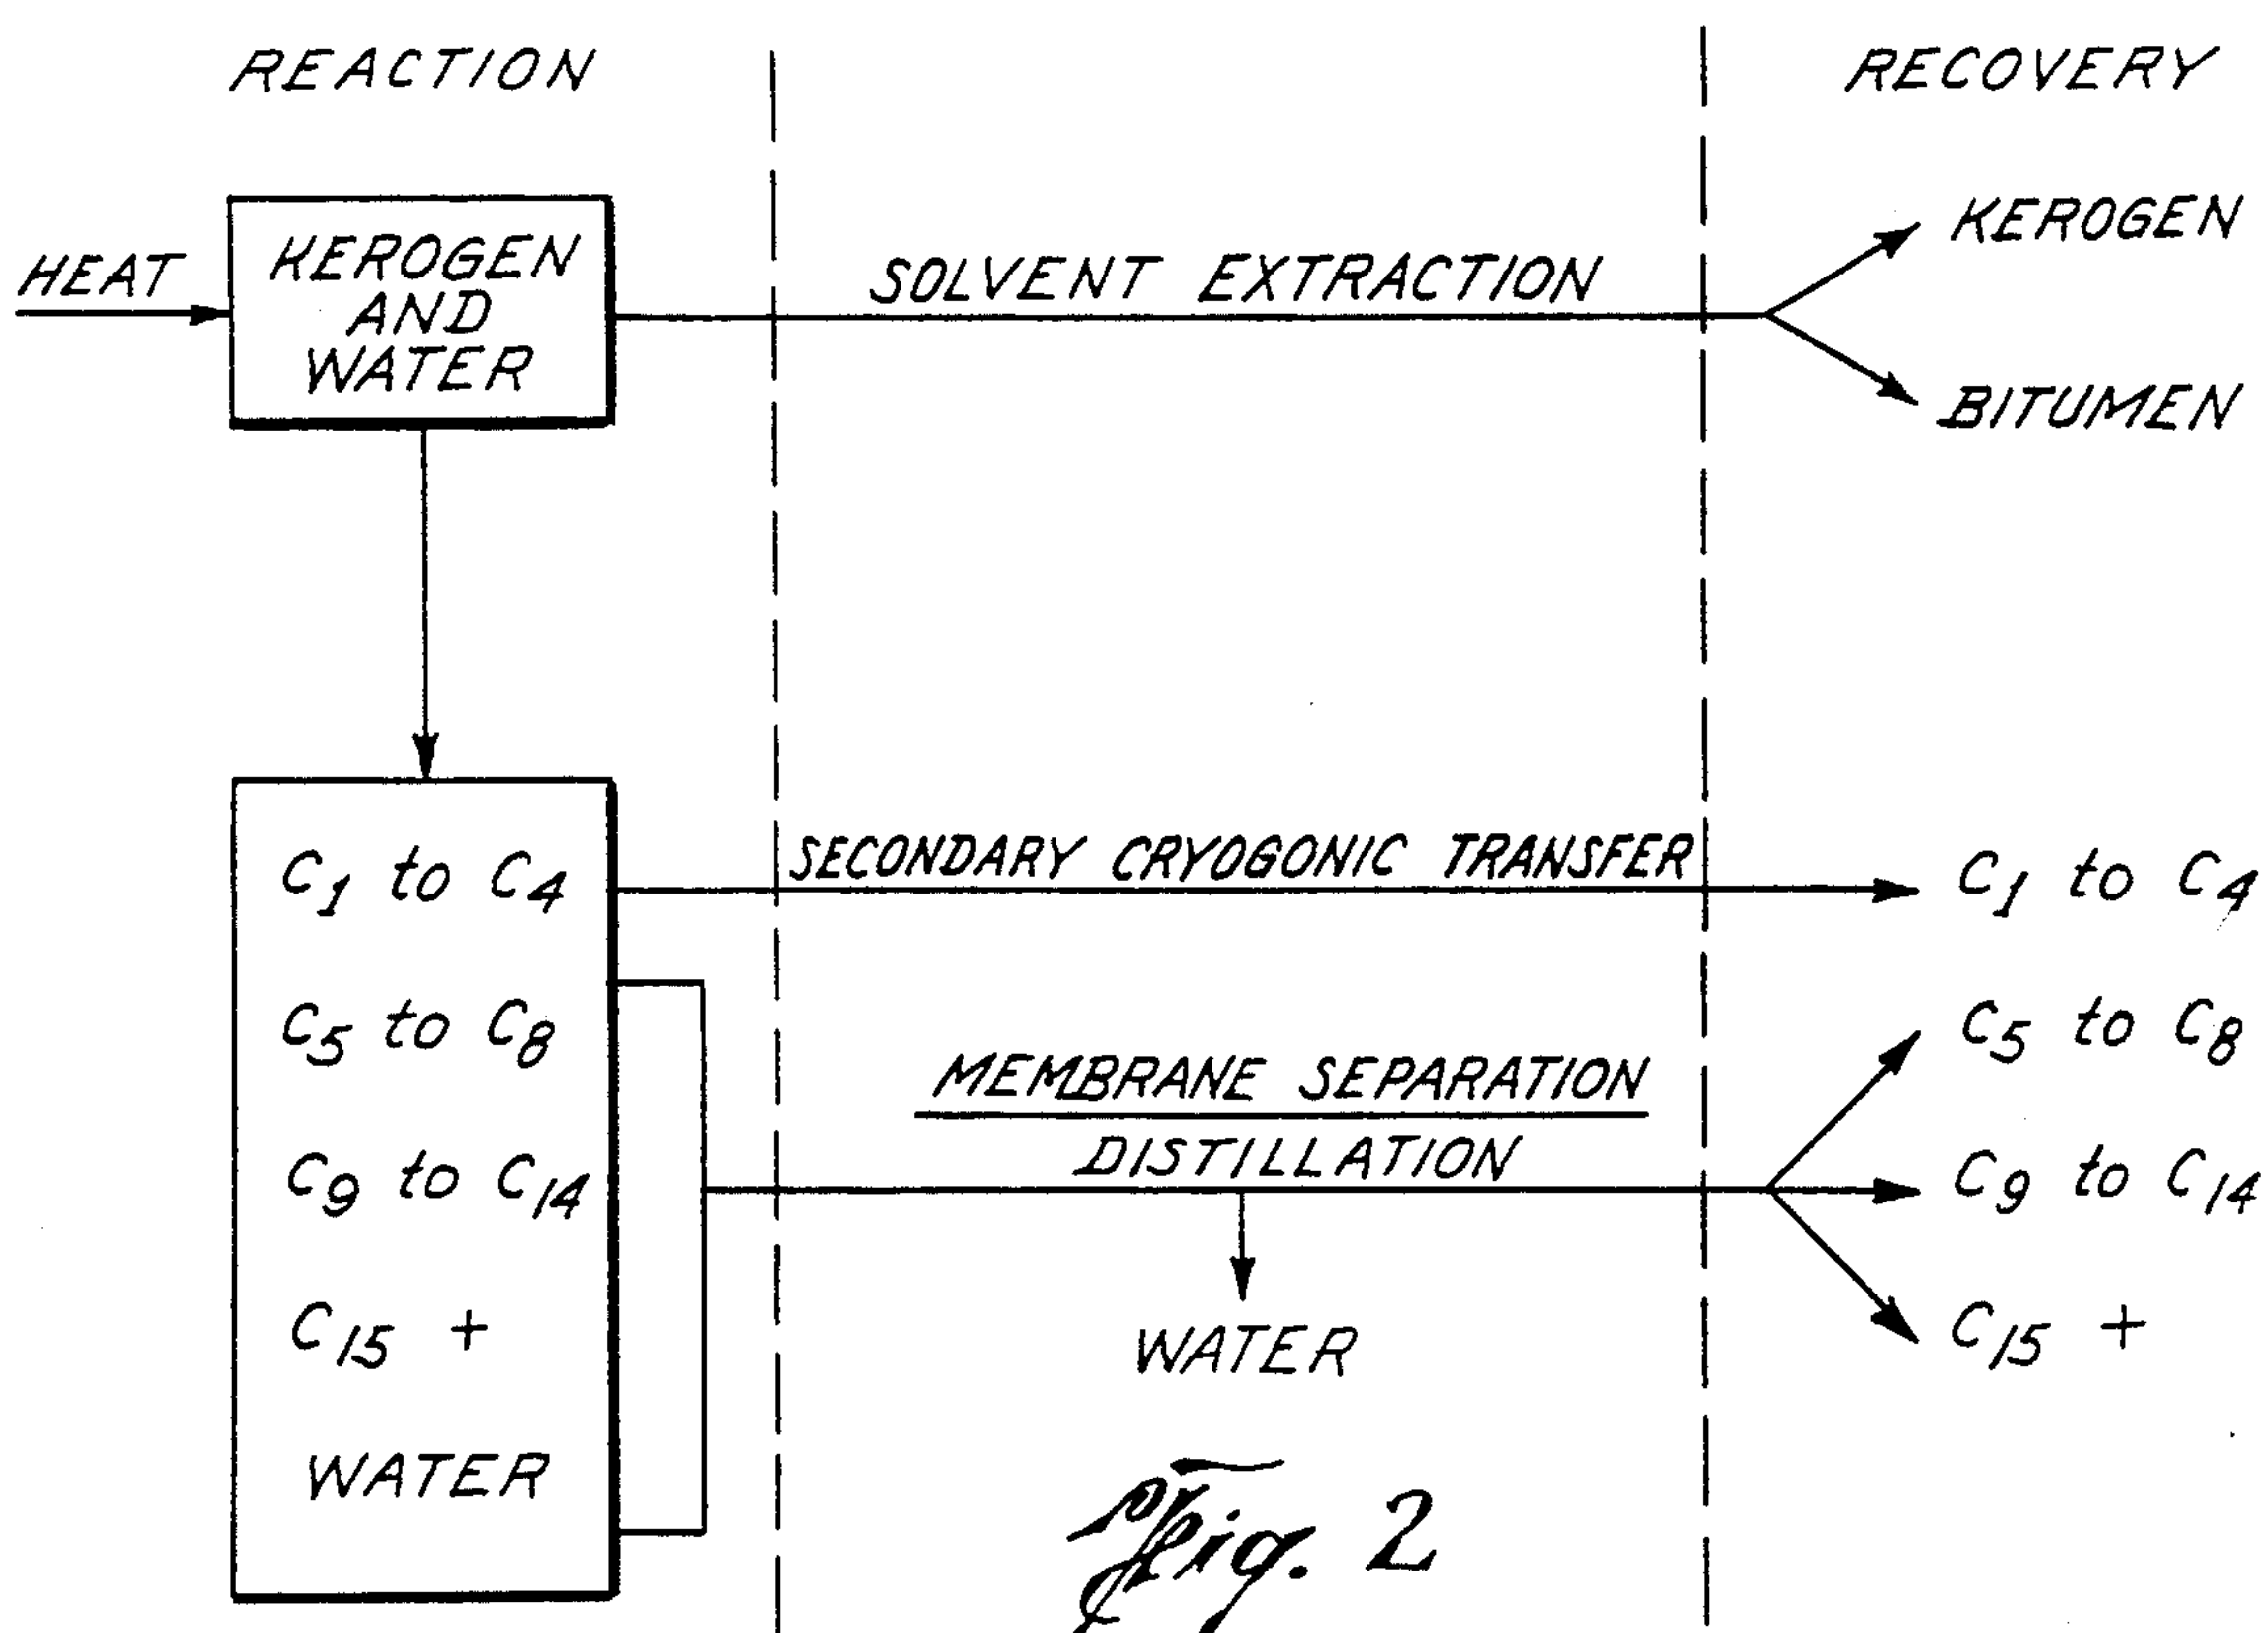 REACTION
RECOVERY
HEAT
KEROGEN
AND
WATER
SOLVENT EXTRACTION
KEROGEN
BITUMEN
C1 to C4
SECONDARY CRYOGONIC TRANSFER
C1 to C4
C5 to C8
C5 to C8
MEMBRANE SEPARATION
DISTILLATION
C9 to C14
C9 to C14
C15 +
WATER
C15 +
WATER
Fig. 2